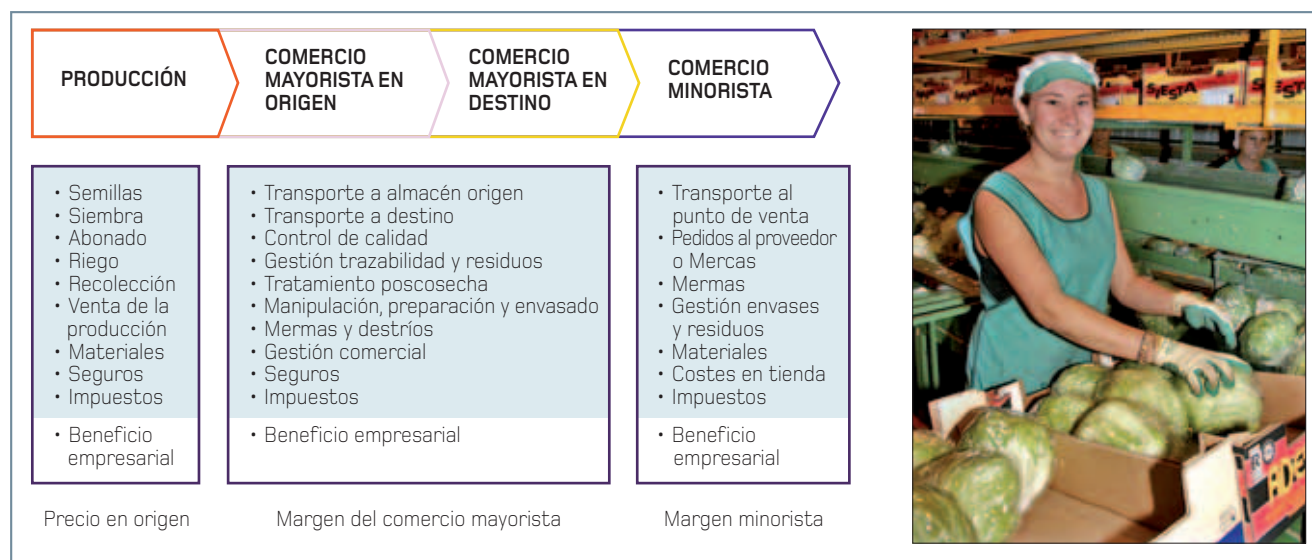 PRODUCCIÓN
COMERCIO
MAYORISTA EN
ORIGEN
COMERCIO
MAYORISTA EN
DESTINO
COMERCIO
MINORISTA
• Semillas
• Siembra
• Abonado
• Riego
• Recolección
• Venta de la
producción
• Materiales
• Seguros
• Impuestos
• Beneficio
empresarial
Precio en origen
• Transporte a almacén origen
• Transporte a destino
• Control de calidad
• Gestión trazabilidad y residuos
• Tratamiento poscosecha
• Manipulación, preparación y envasado
• Mermas y destríos
• Gestión comercial
• Seguros
• Impuestos
• Beneficio empresarial
Margen del comercio mayorista
• Transporte al
punto de venta
• Pedidos al proveedor
o Mercas
• Mermas
• Gestión envases
y residuos
• Materiales
• Costes en tienda
• Impuestos
• Beneficio
empresarial
Margen minorista
SIESTA